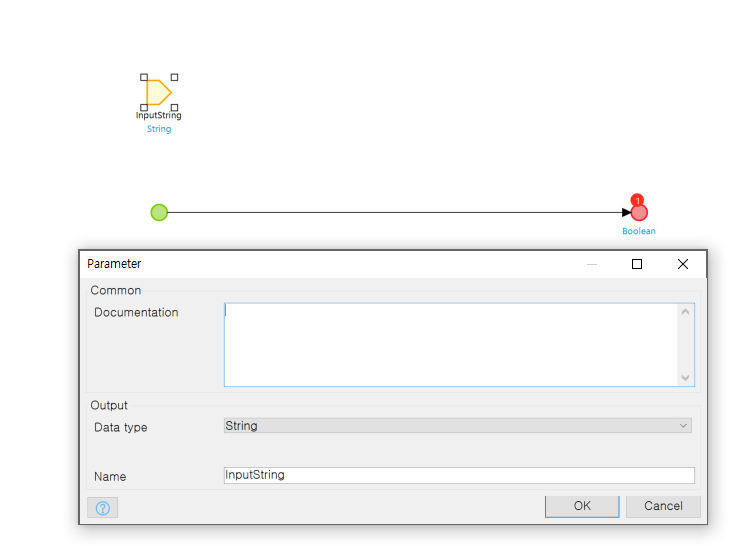 InputString
String
1
Boolean
Parameter
Common
Documentation
Output
Data type
String
Name
InputString
?
OK
Cancel